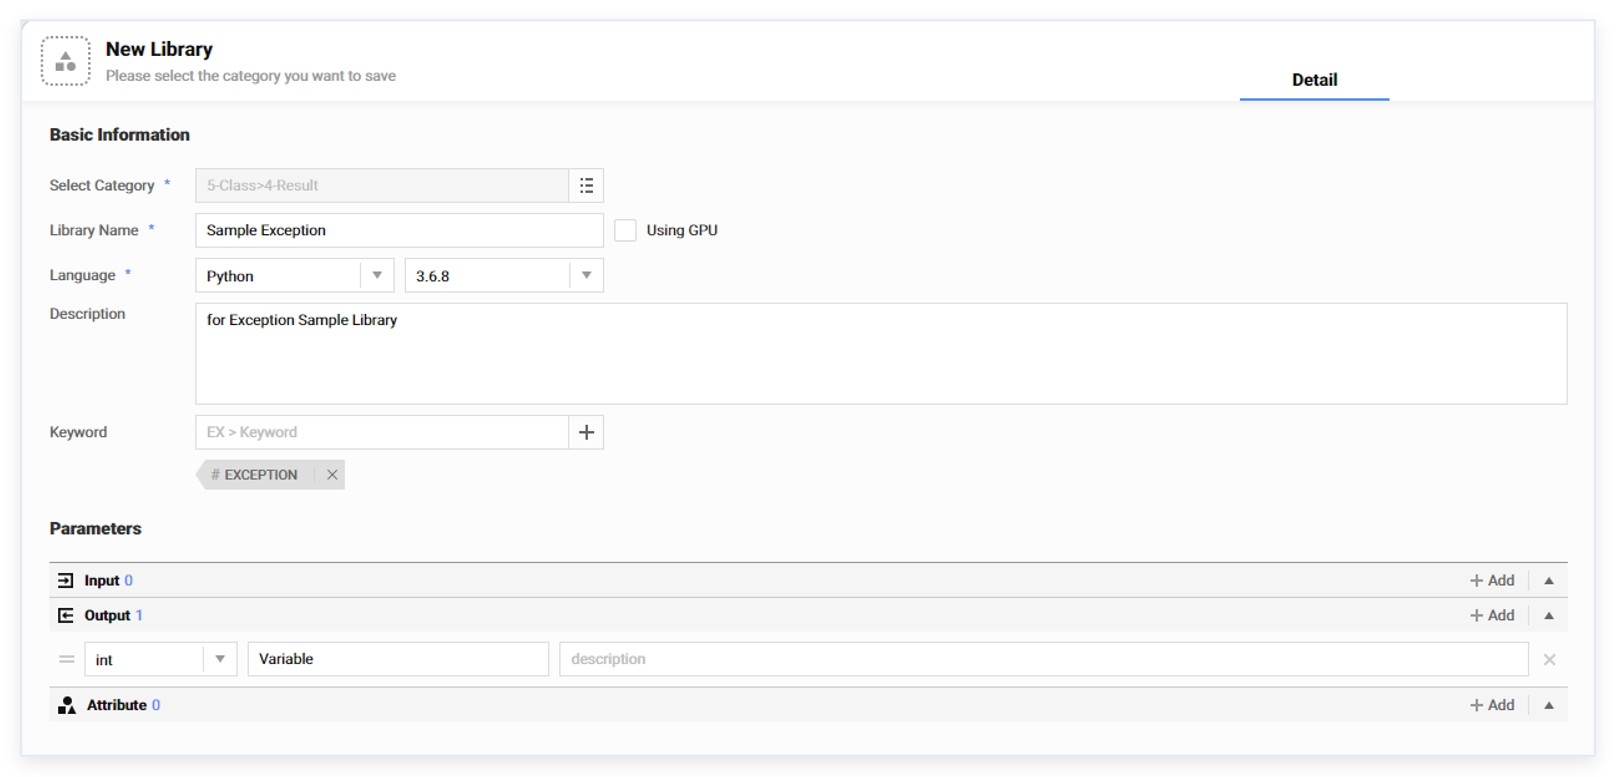 New Library
Please select the category you want to save
Detail
Basic Information
Select Category *
5-Class>4-Result
Library Name *
Sample Exception
Using GPU
Language *
Python
3.6.8
Description
for Exception Sample Library
Keyword
EX > Keyword
# EXCEPTION
Parameters
Input 0
+ Add
Output 1
+ Add
int
Variable
description
Attribute 0
+ Add